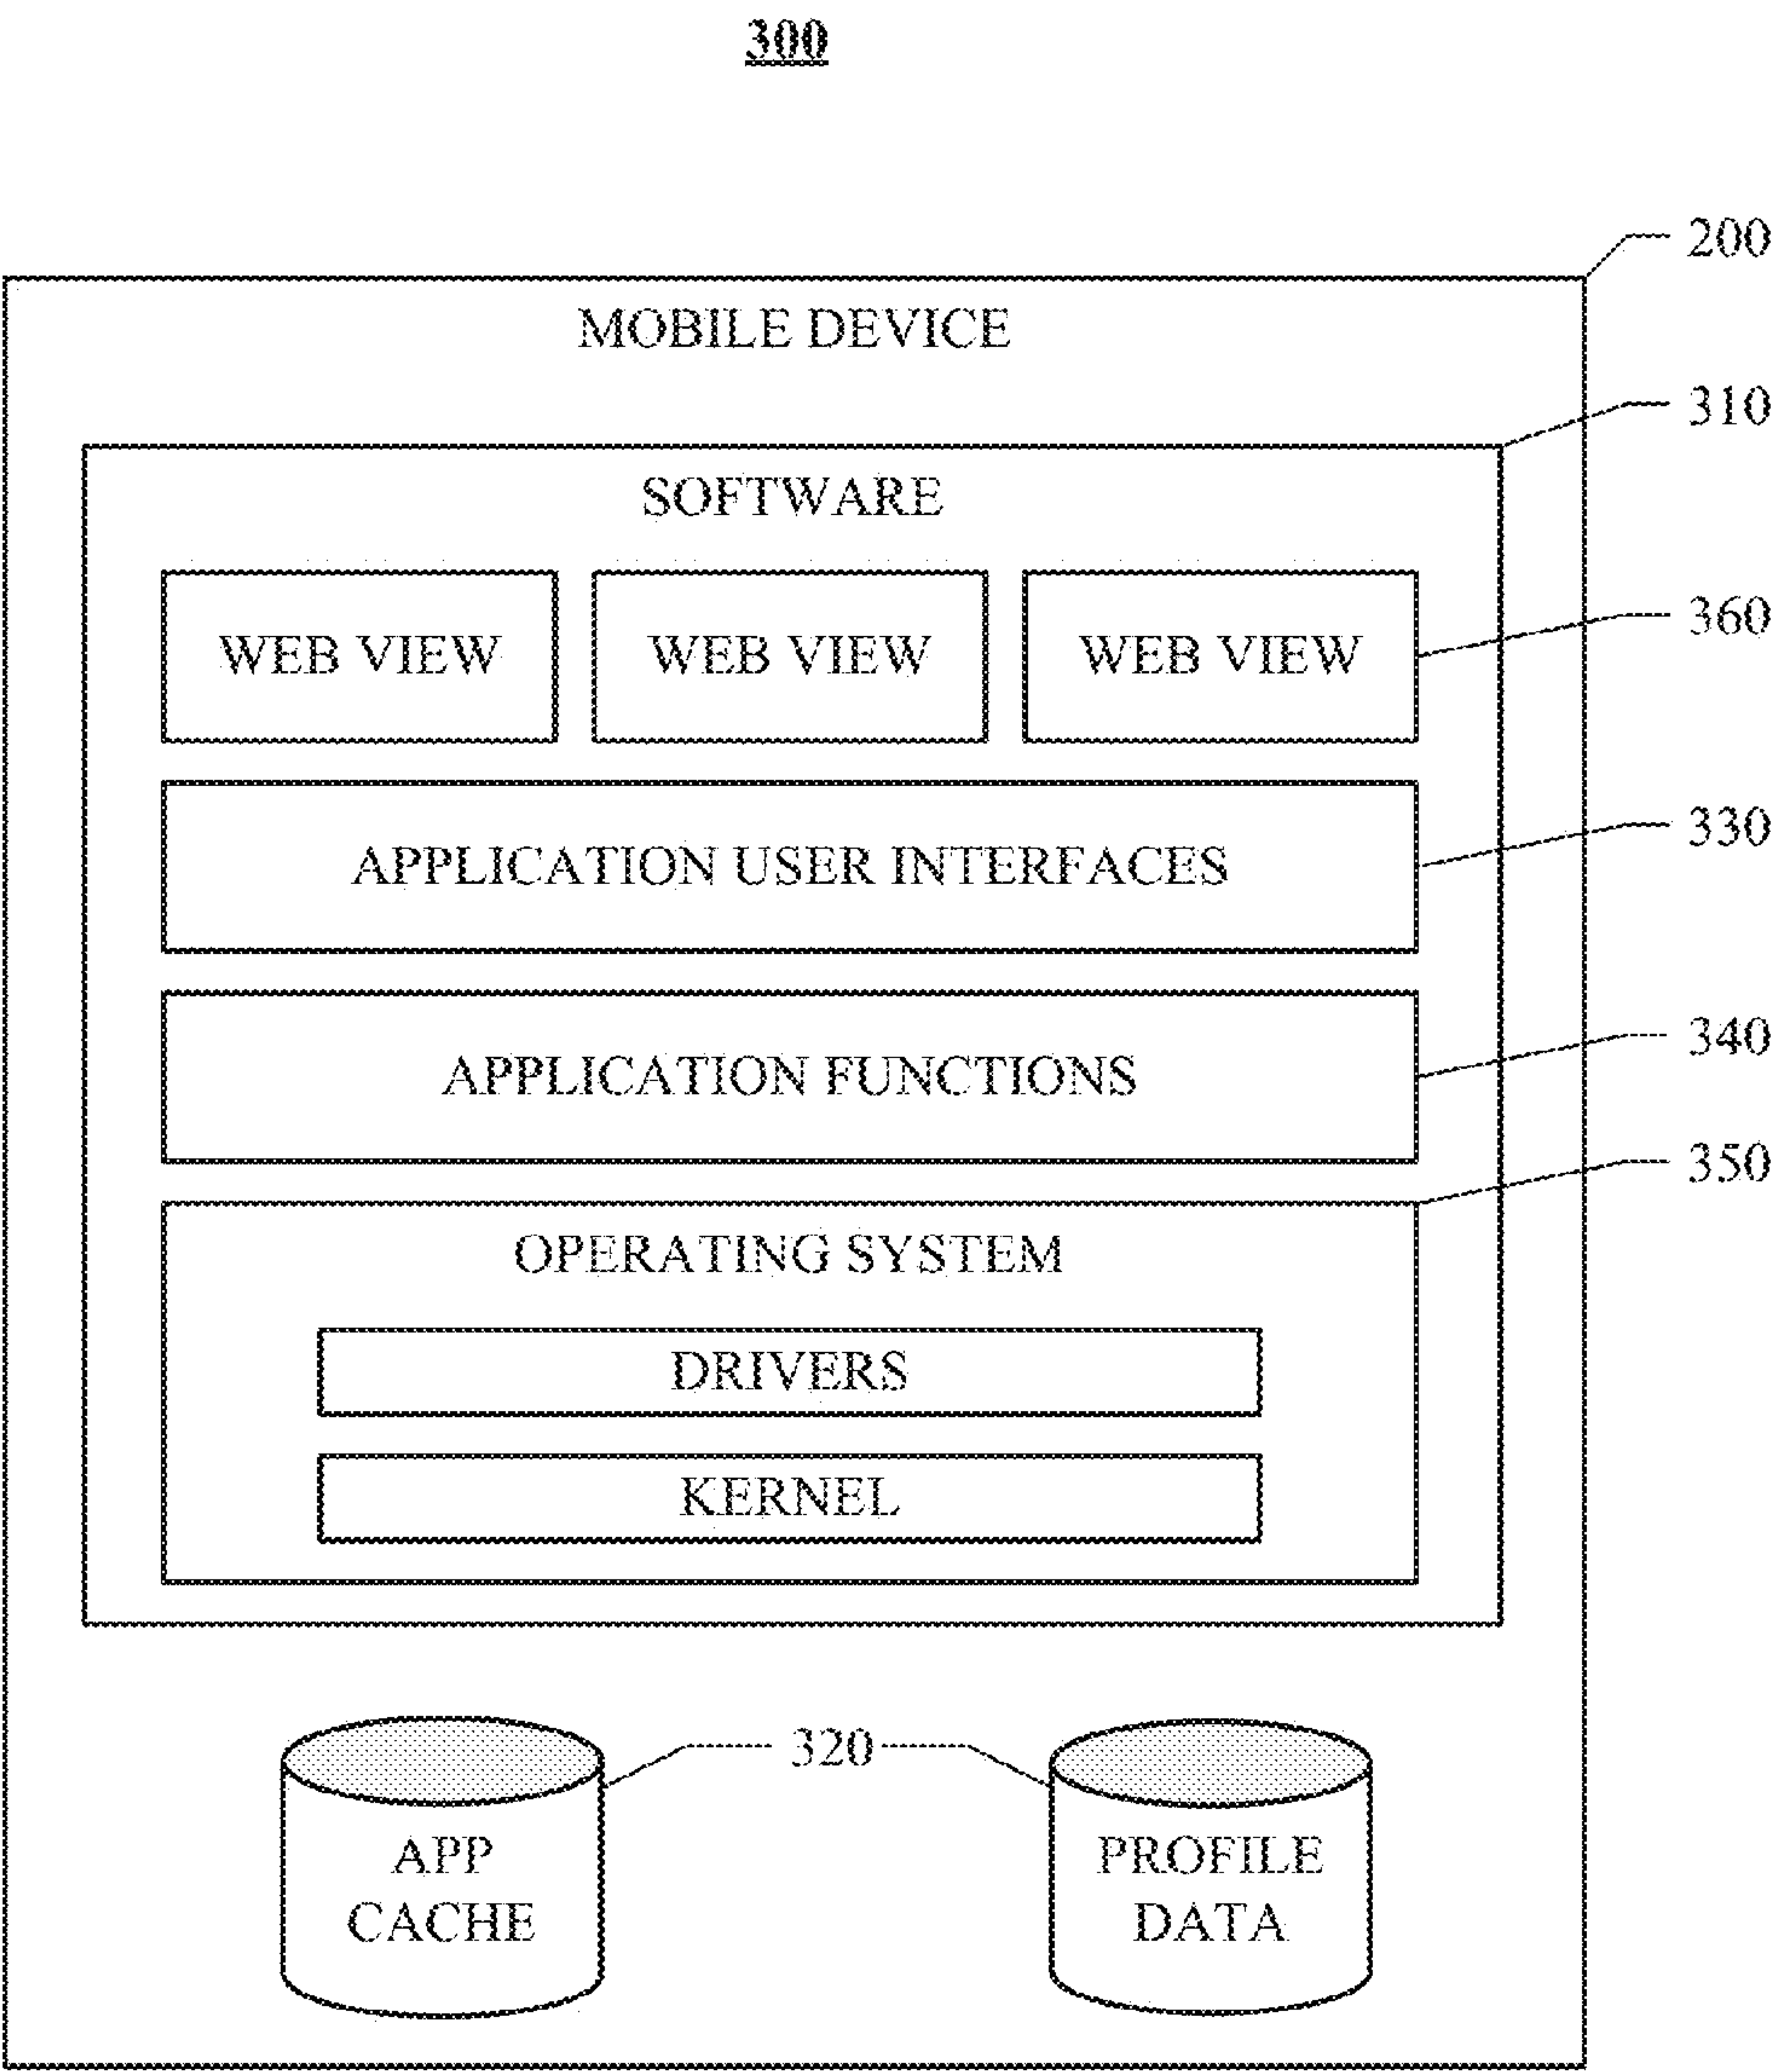 300
200
MOBILE DEVICE
310
SOFTWARE
360
WEB VIEW WEB VIEW WEB VIEW
330
APPLICATION USER INTERFACES
340
APPLICATION FUNCTIONS
350
OPERATING SYSTEM
DRIVERS
KERNEL
320
APP
CACHE
PROFILE
DATA